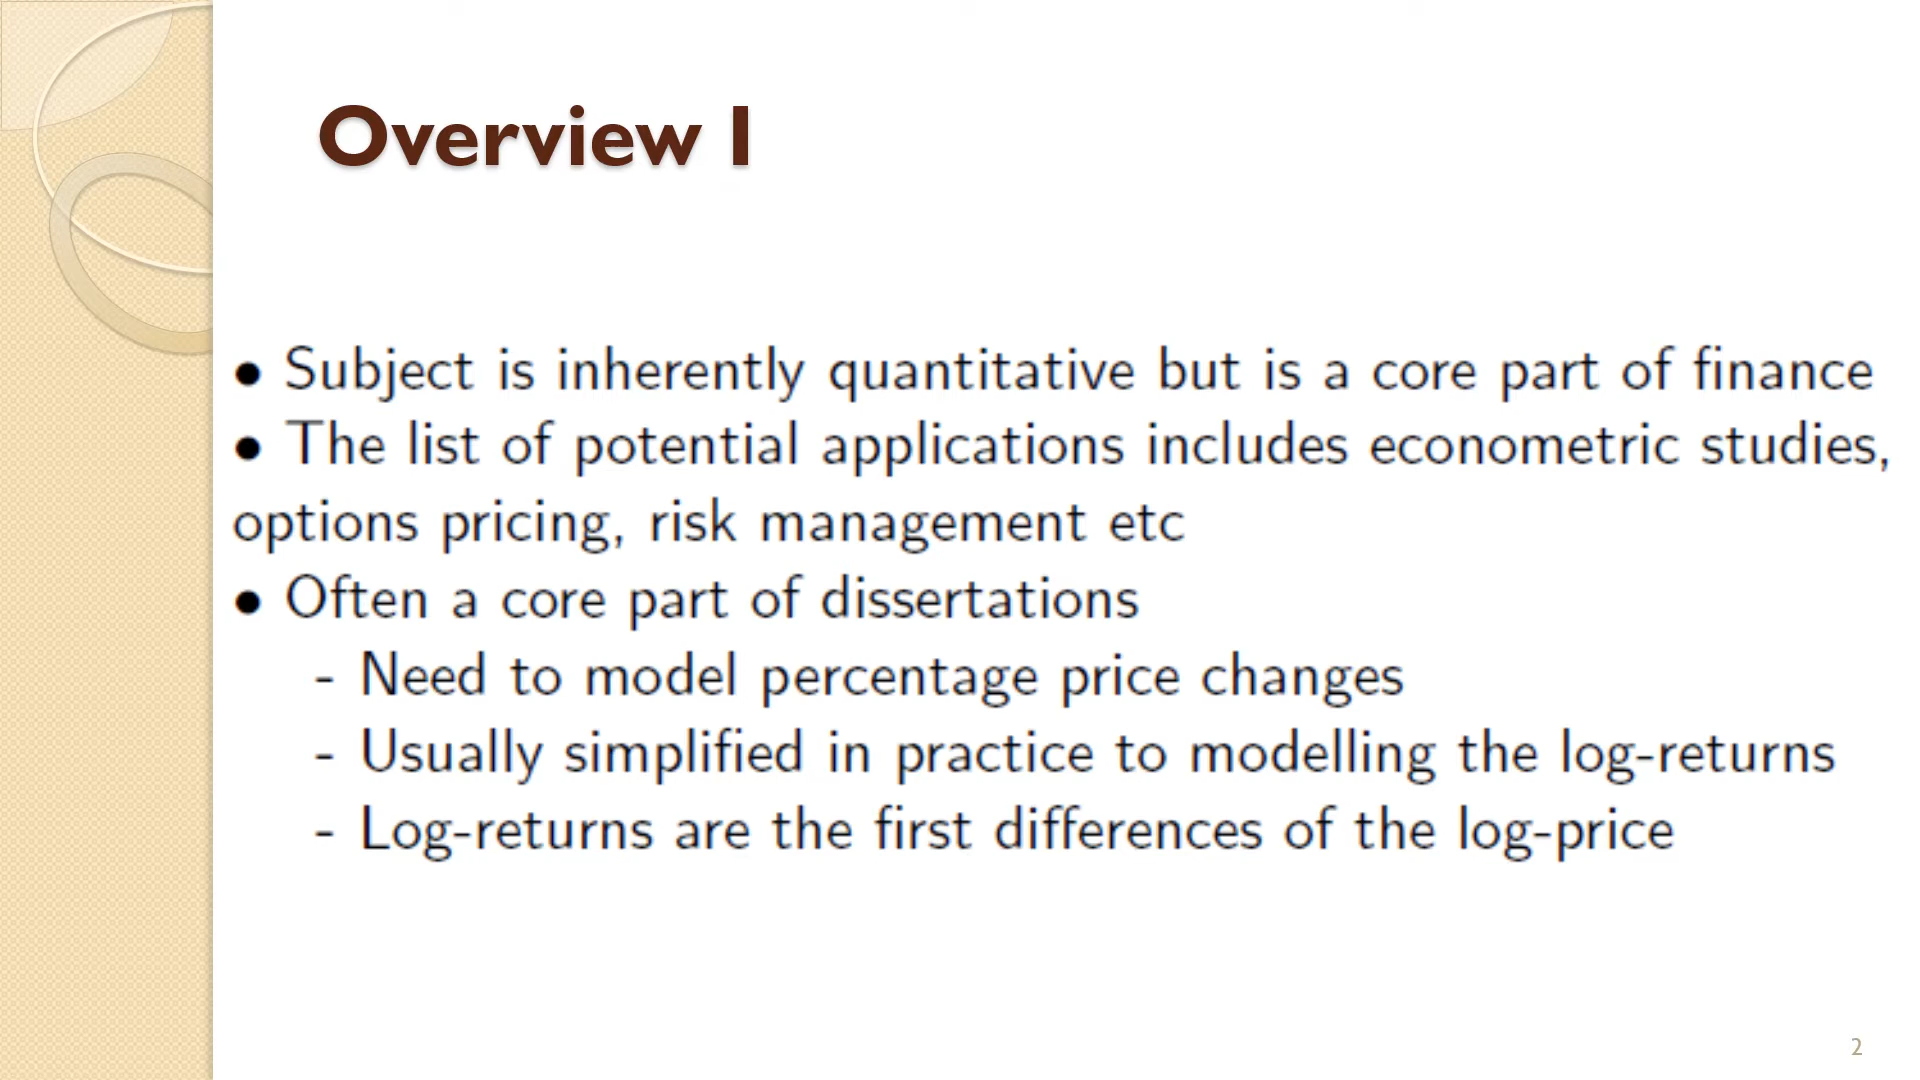 Overview I
• Subject is inherently quantitative but is a core part of finance
• The list of potential applications includes econometric studies,
options pricing, risk management etc
• Often a core part of dissertations
- Need to model percentage price changes
- Usually simplified in practice to modelling the log-returns
- Log-returns are the first differences of the log-price
2